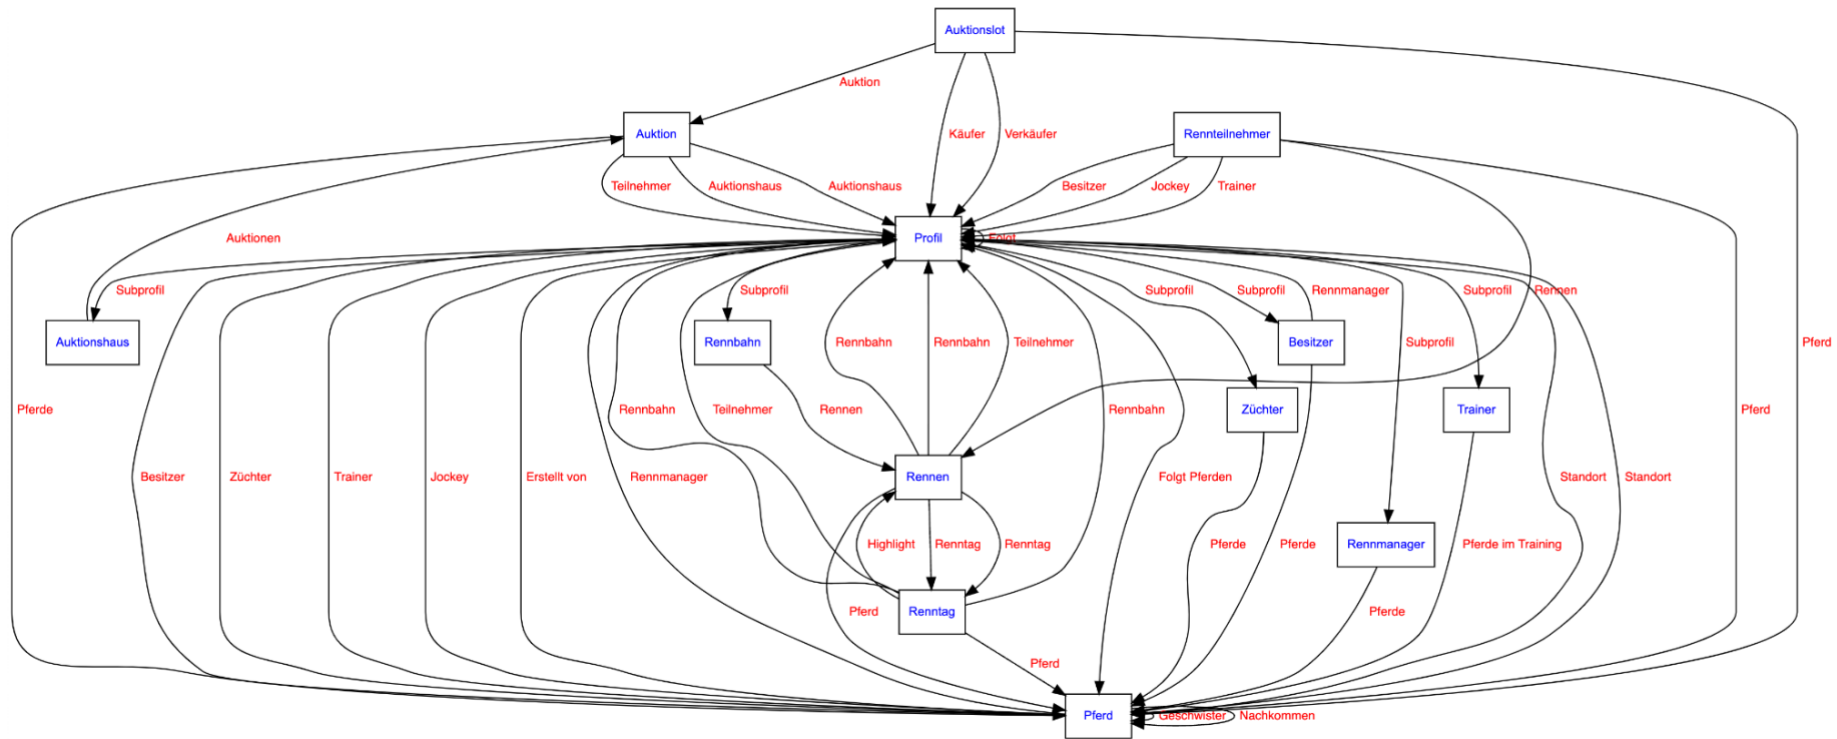 Auktionslot
Auktion
Auktion
Käufer
Verkäufer
Rennteilnehmer
Teilnehmer
Auktionshaus
Auktionshaus
Besitzer
Jockey
Trainer
Profil
Folgt
Auktionen
Subprofil
Subprofil
Subprofil
Subprofil
Rennmanager
Subprofil
Rennen
Auktionshaus
Rennbahn
Rennbahn
Rennbahn
Teilnehmer
Besitzer
Subprofil
Pferd
Pferde
Rennbahn
Teilnehmer
Rennen
Rennbahn
Züchter
Trainer
Pferd
Besitzer
Züchter
Trainer
Jockey
Erstellt von
Rennmanager
Rennen
Folgt Pferden
Standort
Standort
Highlight
Renntag
Renntag
Pferde
Pferde
Rennmanager
Pferde im Training
Pferd
Renntag
Pferde
Pferd
Pferd
Geschwister
Nachkommen